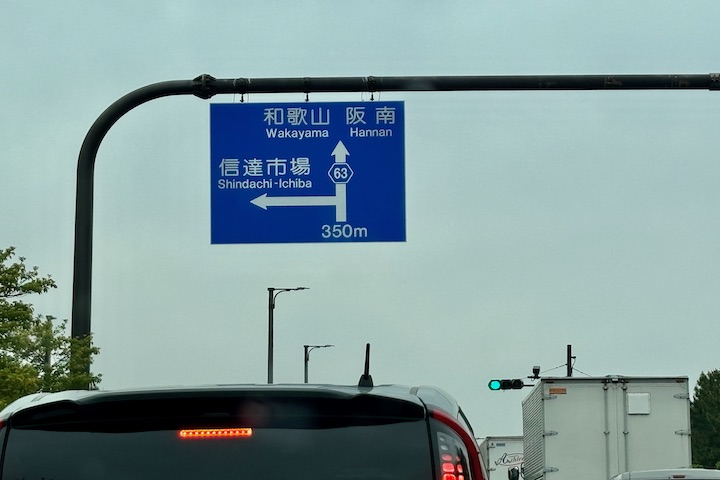 和歌山 阪南
Wakayama Hannan
信達市場
63
Shindachi-Ichiba
350m